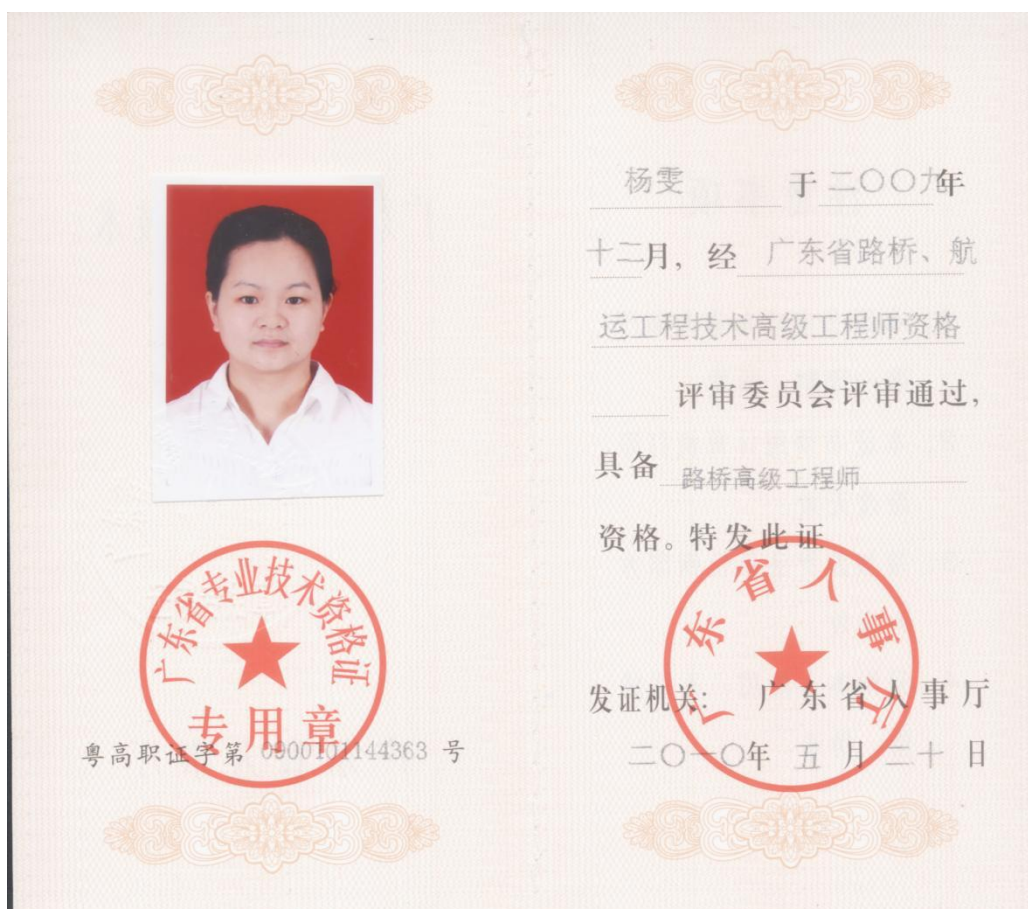 广东省专业技术资格证
专用章
粤高职证字第 0900101144363 号
杨雯 于 二〇〇九年
十二月，经 广东省路桥、航
运工程技术高级工程师资格
评审委员会评审通过，
具备 路桥高级工程师
资格。特发此证
广东省人事厅
发证机关： 广东省人事厅
二〇一〇年 五 月 二十 日